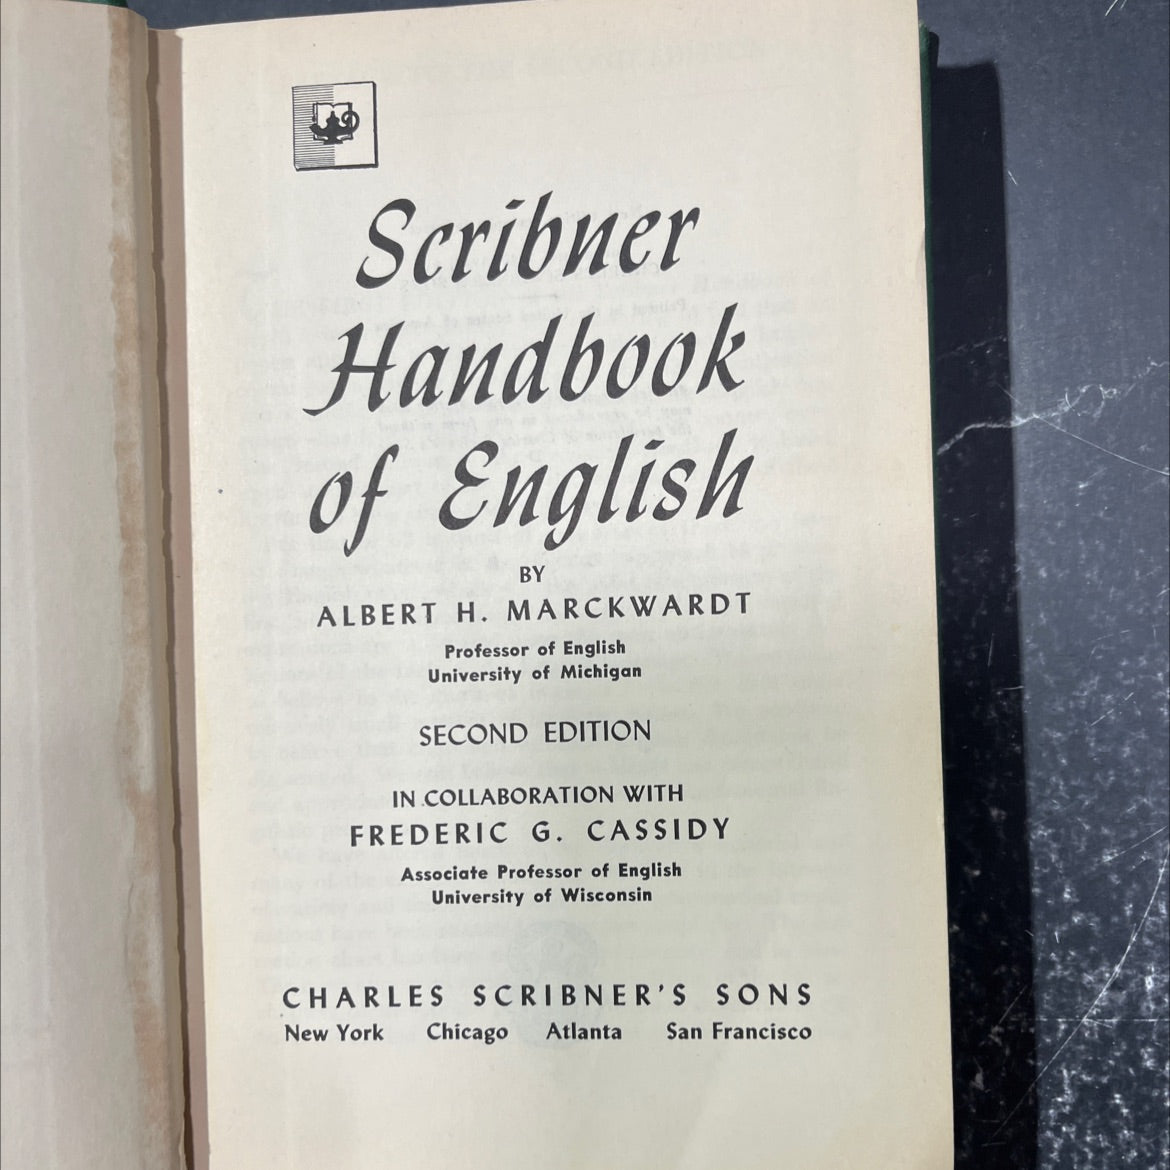 Scribner
Handbook
of English
BY
ALBERT H. MARCKWARDT
Professor of English
University of Michigan
SECOND EDITION
IN COLLABORATION WITH
FREDERIC G. CASSIDY
Associate Professor of English
University of Wisconsin
CHARLES SCRIBNER'S SONS
New York Chicago Atlanta San Francisco